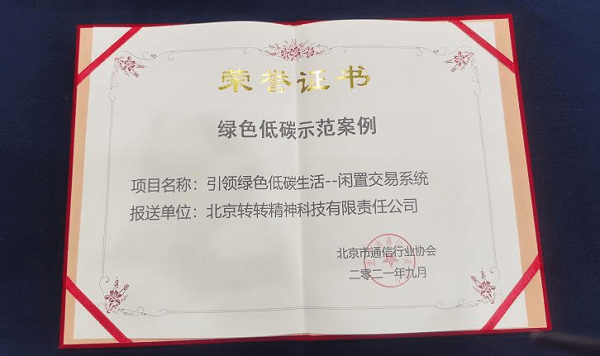 荣誉证书
绿色低碳示范案例
项目名称：引领绿色低碳生活--闲置交易系统
报送单位：北京转转精神科技有限责任公司
北京市通信行业协会
二零二一年九月